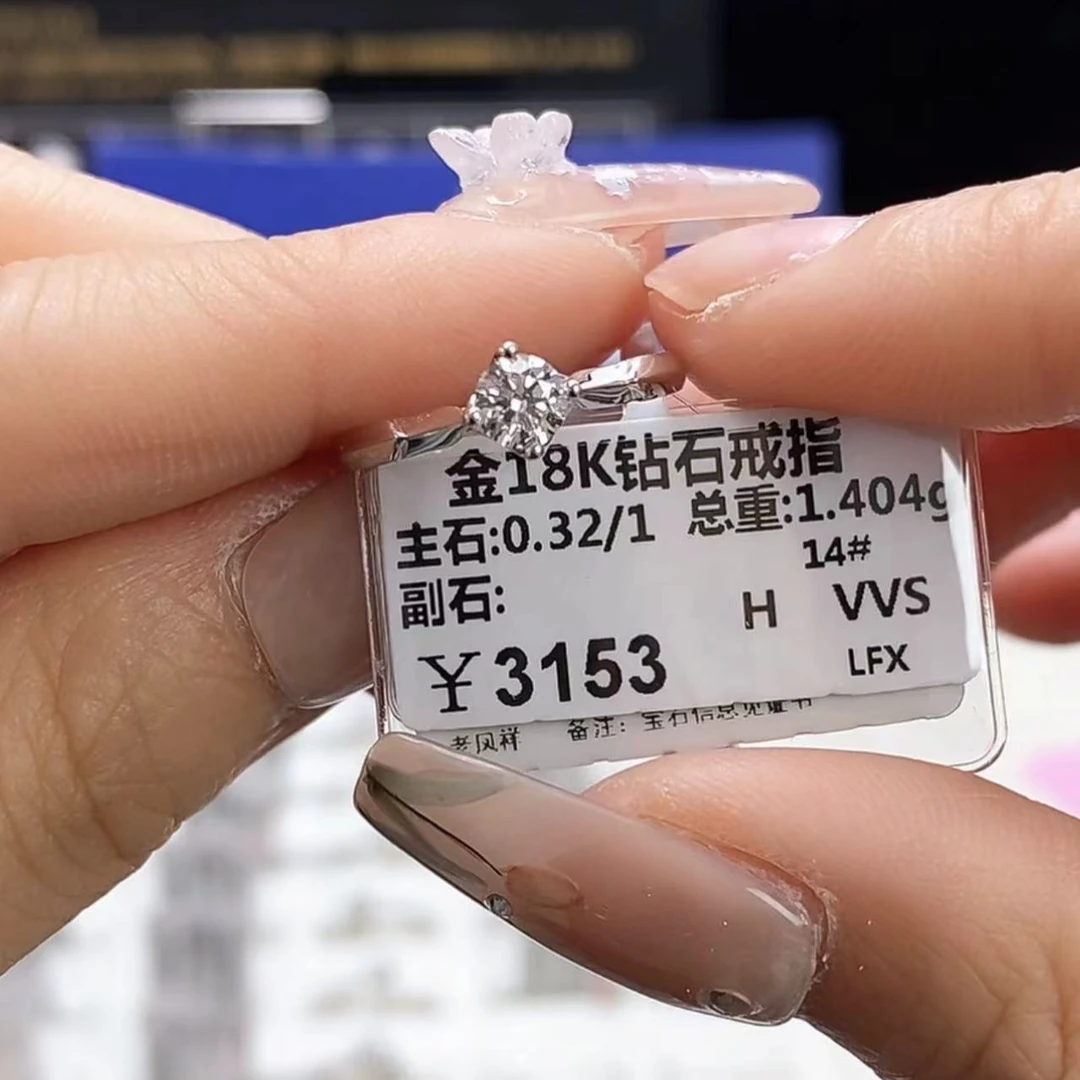 金18K钻石戒指
主石:0.32/1 总重:1.404g
14#
副石:
H VVS
¥3153
LFX
老凤祥 备注: 宝石信息见证书